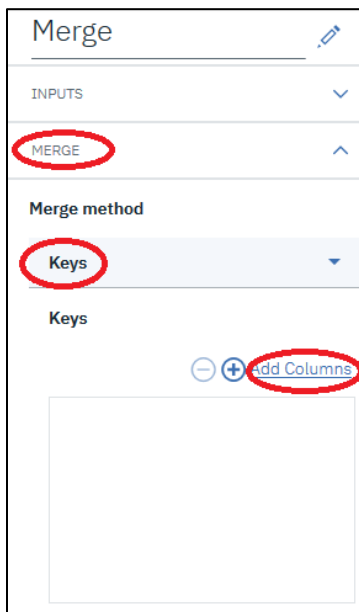 Merge
INPUTS
MERGE
Merge method
Keys
Keys
Add Columns